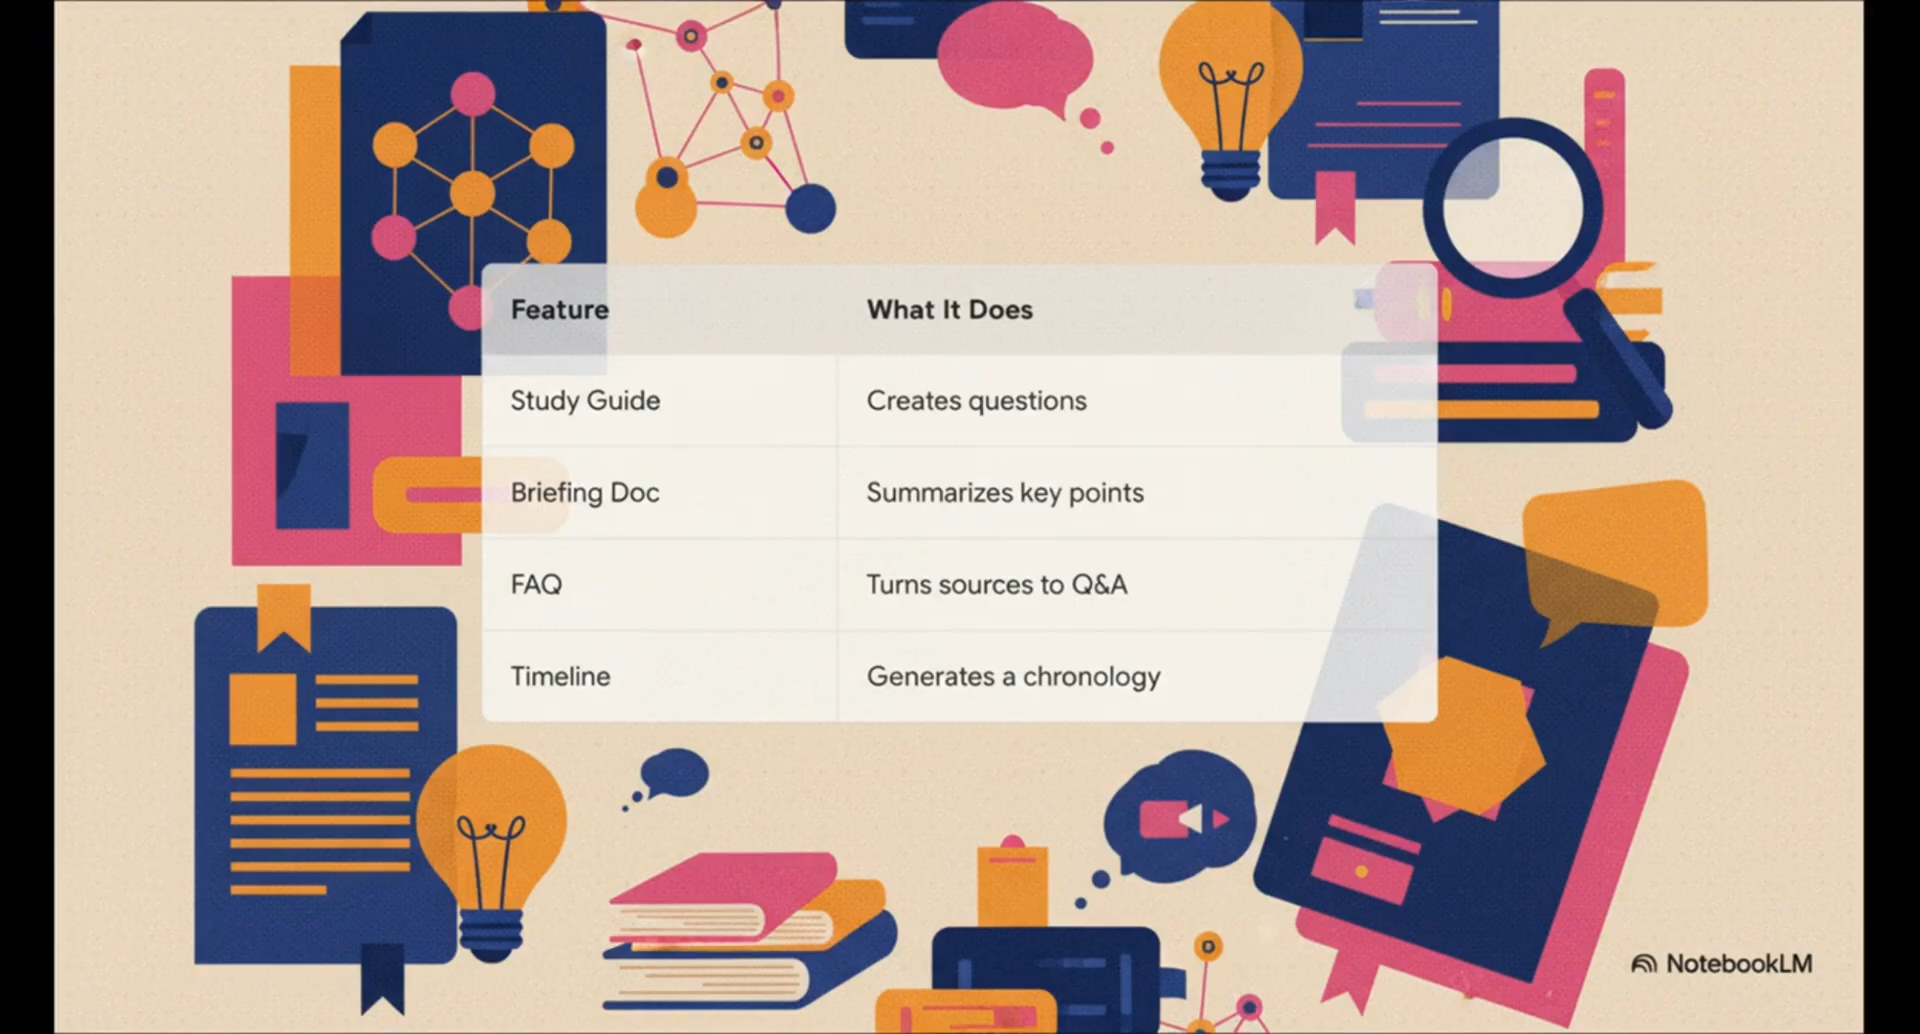 Feature What It Does
Study Guide Creates questions
Briefing Doc Summarizes key points
FAQ Turns sources to Q&A
Timeline Generates a chronology
NotebookLM